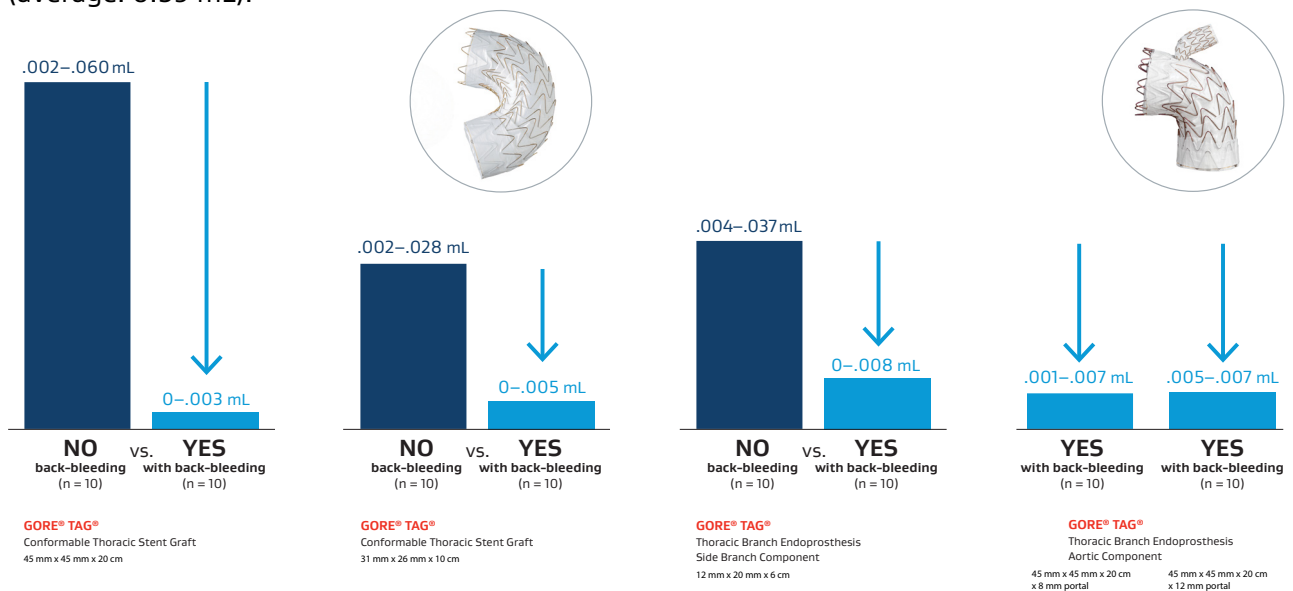 (average: 0.59 mL).
.002–.060 mL
0–.003 mL
NO vs. YES
back-bleeding with back-bleeding
(n = 10) (n = 10)
GORE® TAG®
Conformable Thoracic Stent Graft
45 mm x 45 mm x 20 cm
.002–.028 mL
0–.005 mL
NO vs. YES
back-bleeding with back-bleeding
(n = 10) (n = 10)
GORE® TAG®
Conformable Thoracic Stent Graft
31 mm x 26 mm x 10 cm
.004–.037 mL
0–.008 mL
NO vs. YES
back-bleeding with back-bleeding
(n = 10) (n = 10)
GORE® TAG®
Thoracic Branch Endoprosthesis
Side Branch Component
12 mm x 20 mm x 6 cm
.001–.007 mL .005–.007 mL
YES YES
with back-bleeding with back-bleeding
(n = 10) (n = 10)
GORE® TAG®
Thoracic Branch Endoprosthesis
Aortic Component
45 mm x 45 mm x 20 cm 45 mm x 45 mm x 20 cm
x 8 mm portal x 12 mm portal